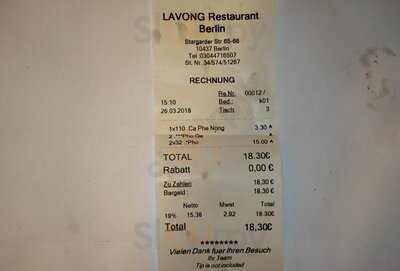 LAVONG Restaurant
Berlin
Stargarder Str 65-66
10437 Berlin
Tel 03044716507
St. Nr. 34/574/51267
RECHNUNG
Re.Nr. 00012 /
15:10 Bed.: k01
26.03.2018 Tisch: 3
1x110 Ca Phe Nong 3.30 A
2x32 *Pho 15.00 A
TOTAL 18.30€
Rabatt 0,00 €
Zu Zahlen 18,30 €
Bargeld: 18,30 €
Netto Mwst Total
19% 15,38 2,92 18.30€
Total 18,30€
********
Vielen Dank fuer Ihren Besuch
Ihr Team
Tip is not included